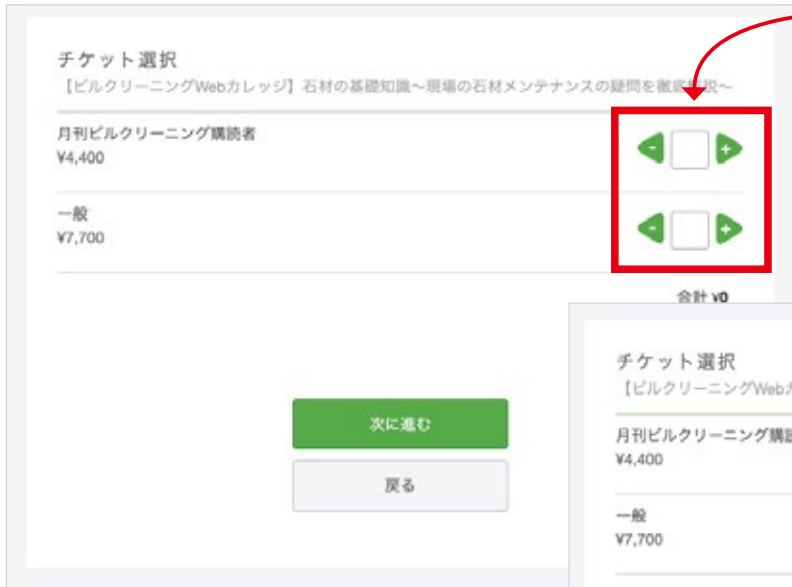 チケット選択
【ビルクリーニングWebカレッジ】石材の基礎知識～現場の石材メンテナンスの疑問を徹底解説～
月刊ビルクリーニング購読者
¥4,400
- +
一般
¥7,700
- +
合計 ¥0
次に進む
戻る
チケット選択
【ビルクリーニングWeb
月刊ビルクリーニング購
¥4,400
一般
¥7,700